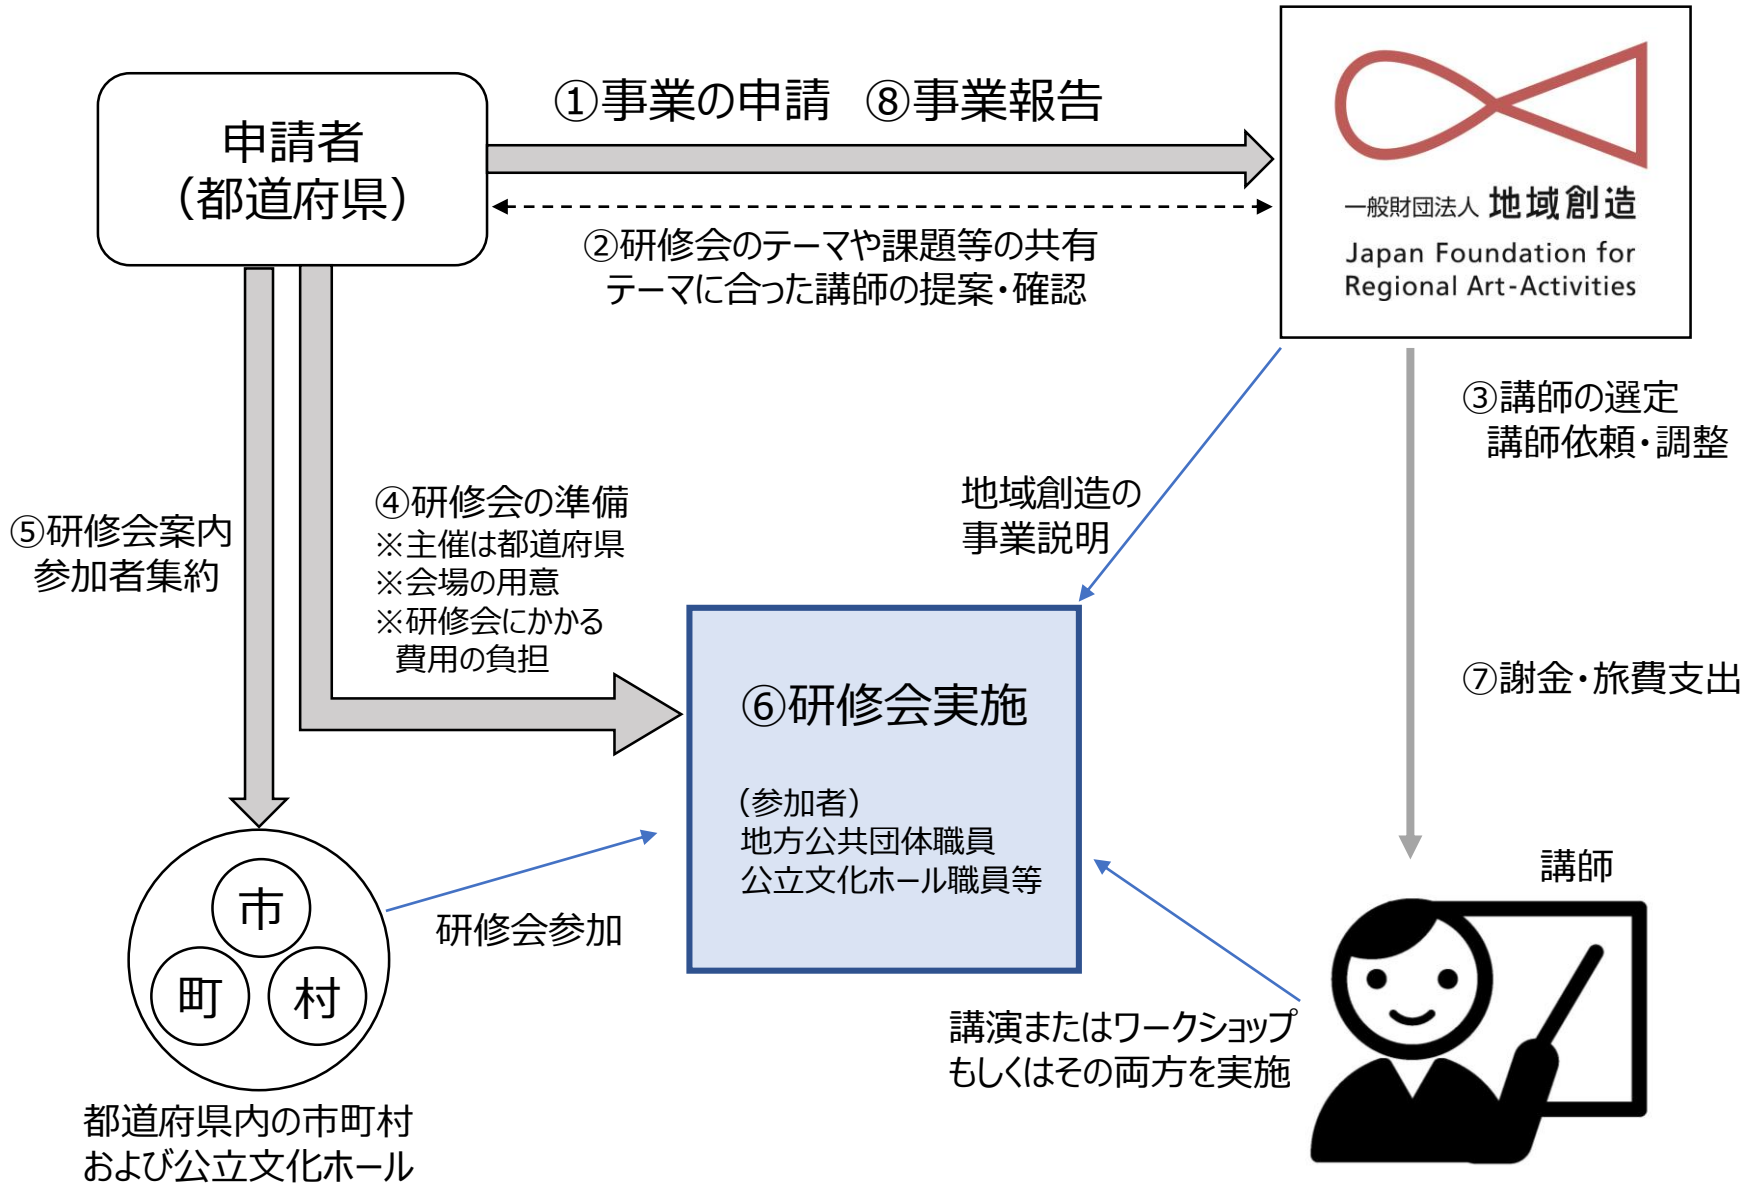 申請者
（都道府県）
①事業の申請　⑧事業報告
②研修会のテーマや課題等の共有
テーマに合った講師の提案・確認
一般財団法人 地域創造
Japan Foundation for
Regional Art-Activities
③講師の選定
講師依頼・調整
地域創造の
事業説明
④研修会の準備
※主催は都道府県
※会場の用意
※研修会にかかる
費用の負担
⑤研修会案内
参加者集約
⑥研修会実施
（参加者）
地方公共団体職員
公立文化ホール職員等
⑦謝金・旅費支出
講師
市
町
村
研修会参加
講演またはワークショップ
もしくはその両方を実施
都道府県内の市町村
および公立文化ホール